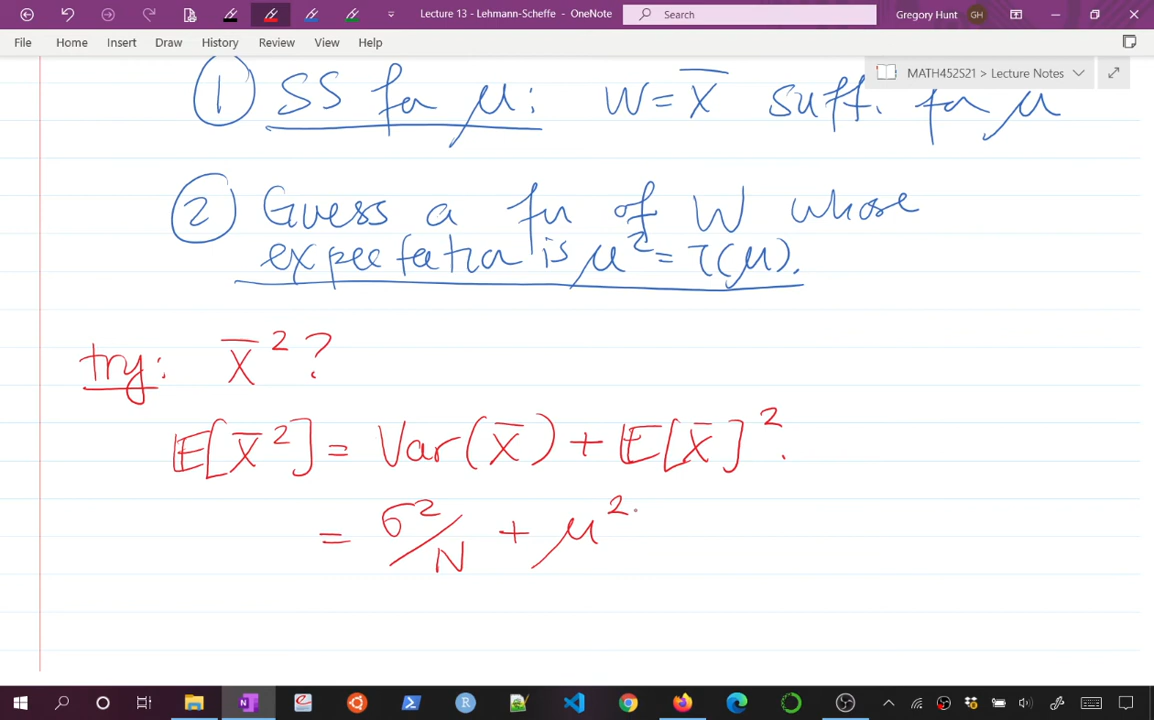 Lecture 13 - Lehmann-Scheffe - OneNote
Search
Gregory Hunt GH
File Home Insert Draw History Review View Help
MATH452S21 > Lecture Notes
① SS for μ: W = X̄ suff. for μ
② Guess a fn of W whose
expectation is μ² = τ(μ).
try: X̄² ?
E[X̄²] = Var(X̄) + E[X̄]².
= σ²/N + μ²